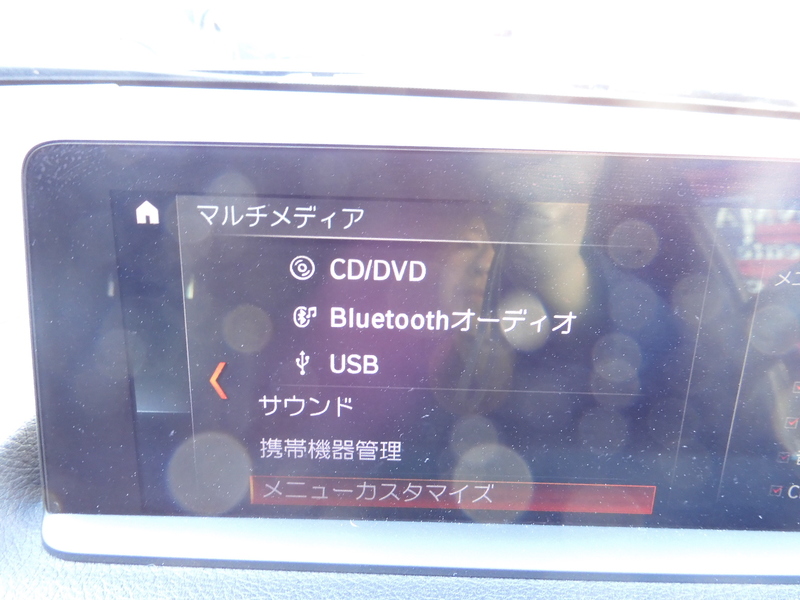 マルチメディア
CD/DVD
Bluetoothオーディオ
USB
サウンド
携帯機器管理
メニューカスタマイズ